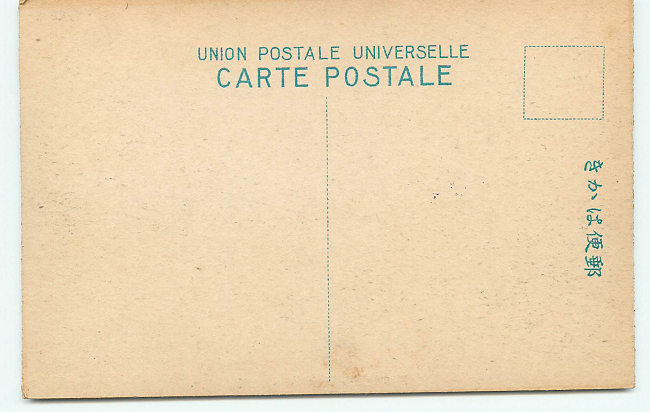 UNION POSTALE UNIVERSELLE
CARTE POSTALE
郵便はかき